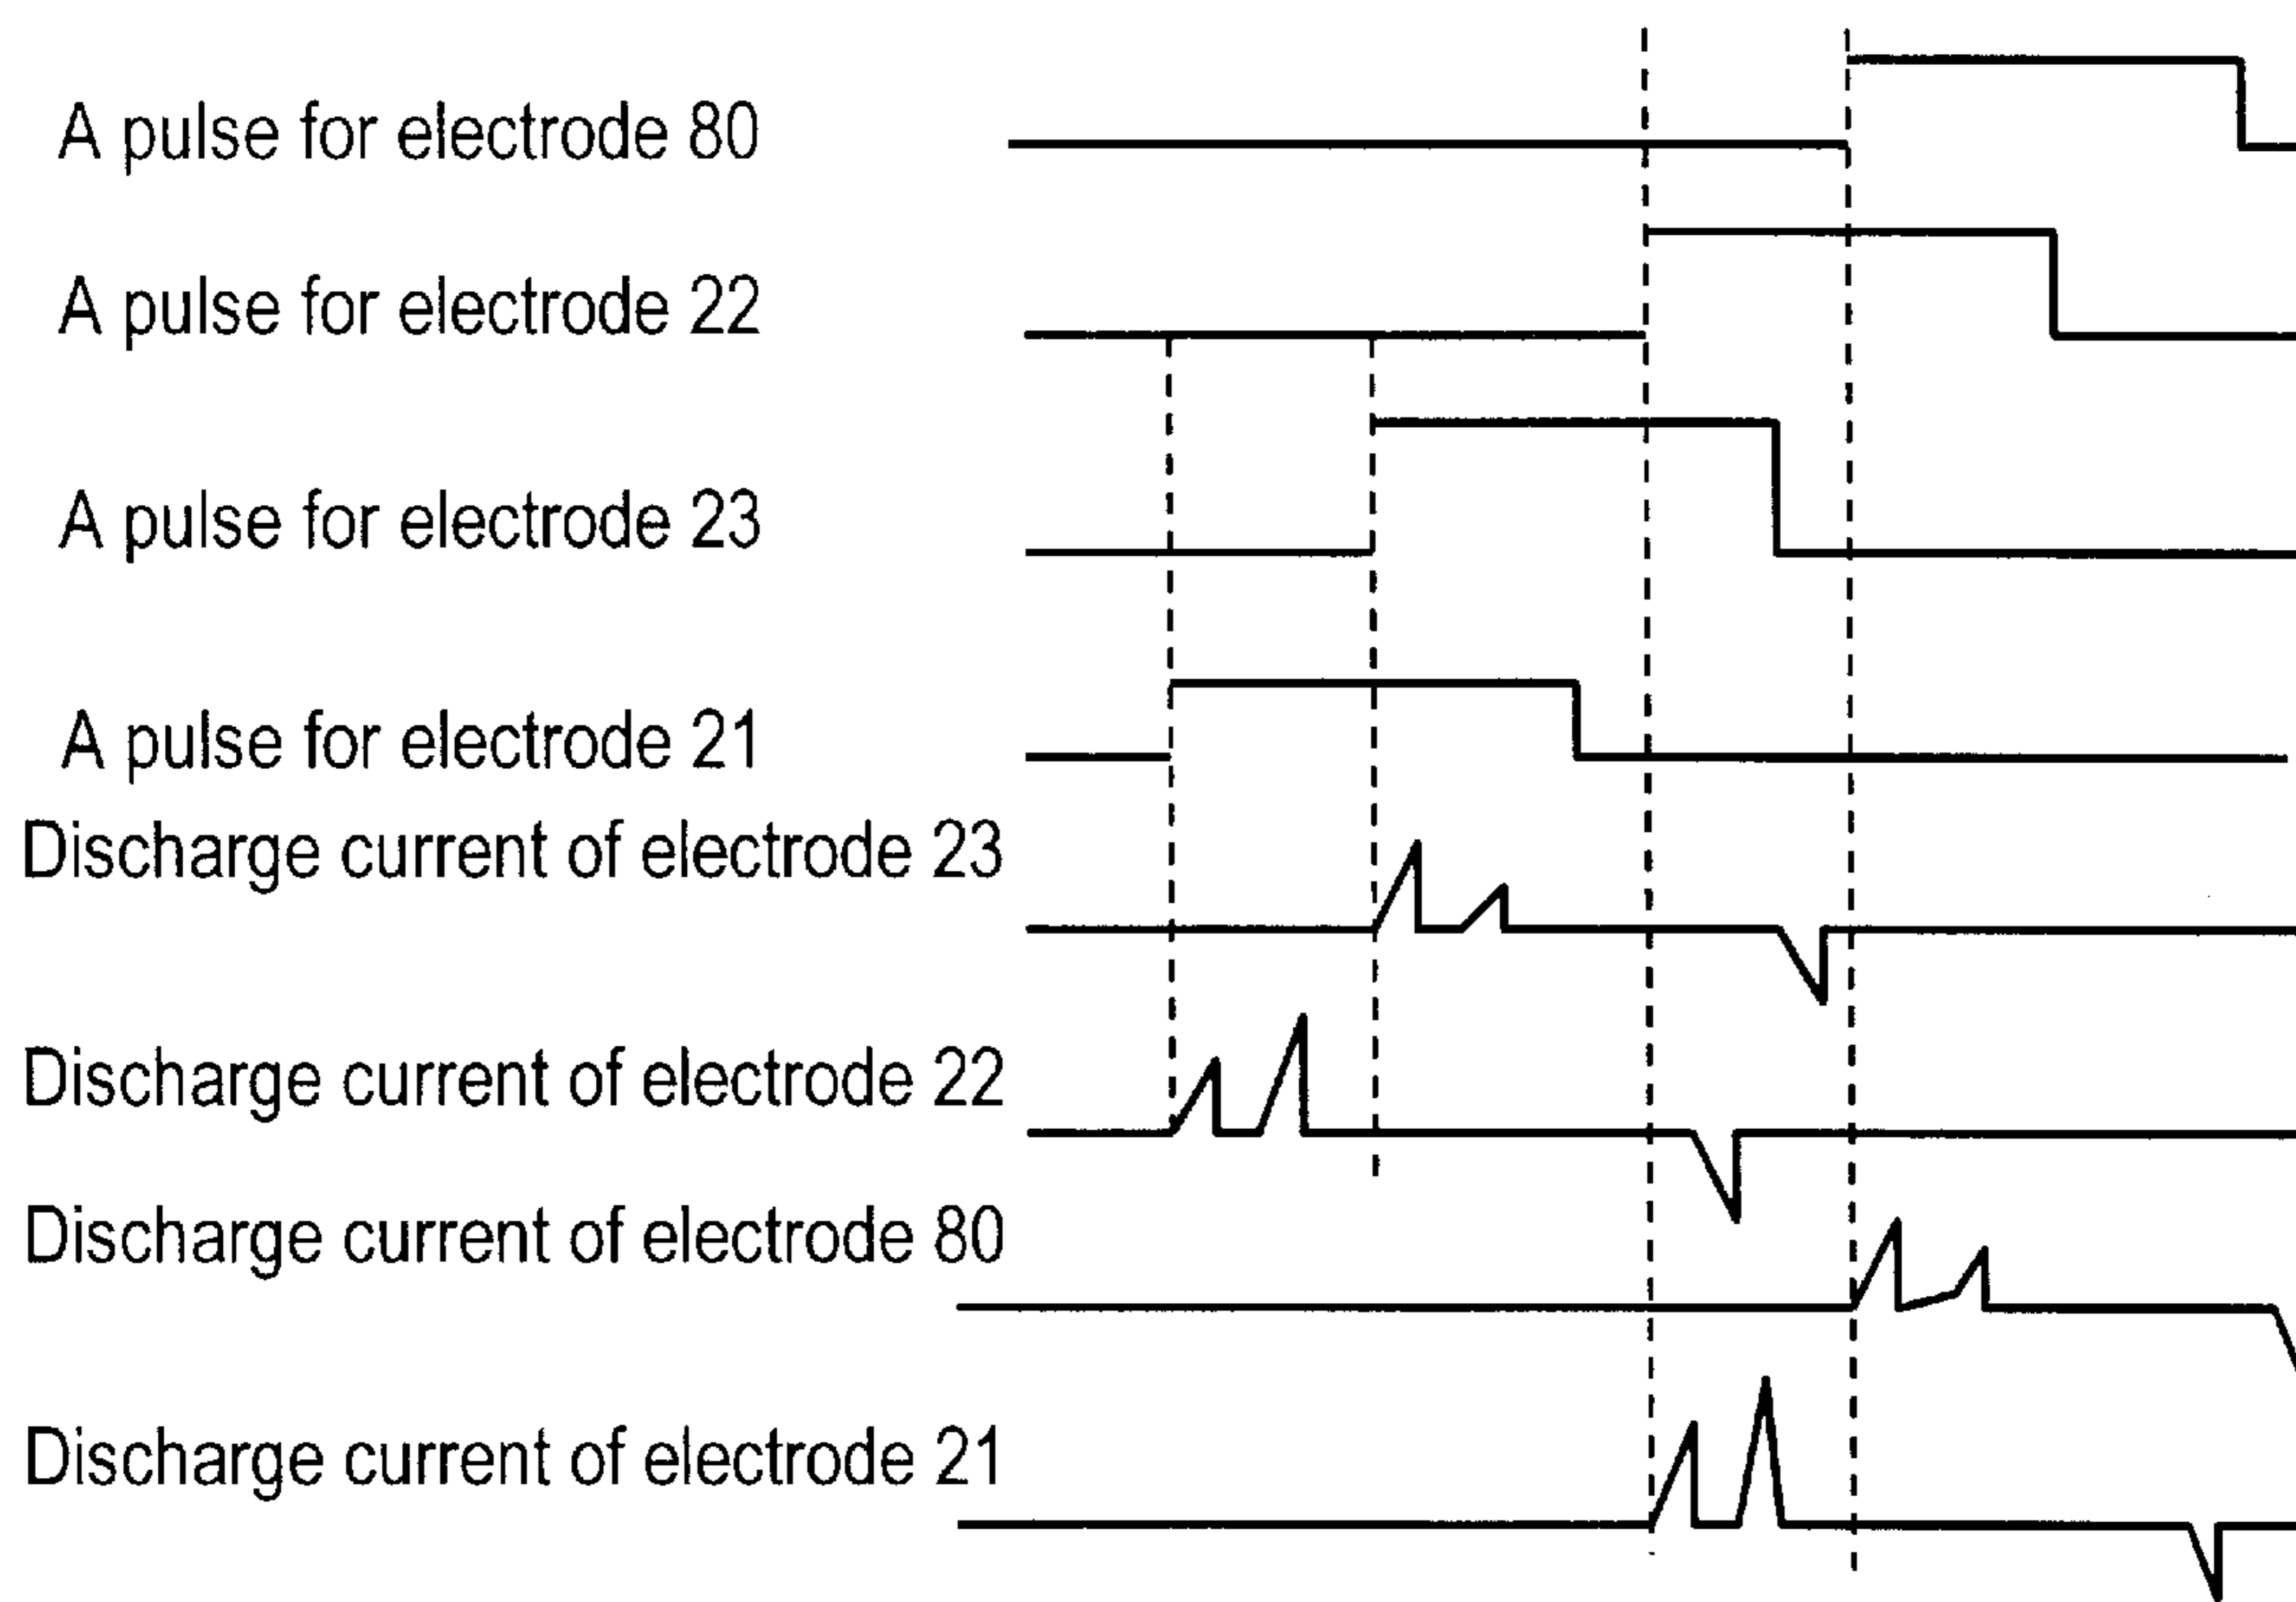 A pulse for electrode 80
A pulse for electrode 22
A pulse for electrode 23
A pulse for electrode 21
Discharge current of electrode 23
Discharge current of electrode 22
Discharge current of electrode 80
Discharge current of electrode 21